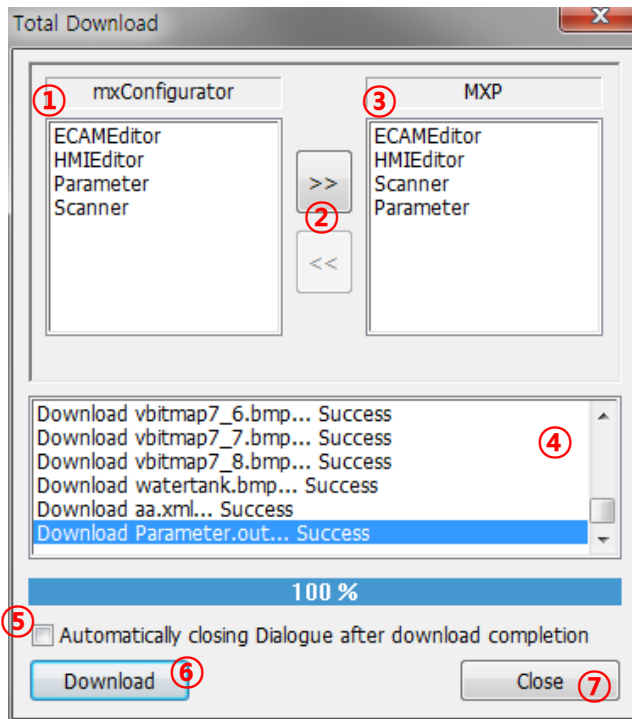 Total Download
x
① mxConfigurator
③ MXP
ECAMEditor
HMIEditor
Parameter
Scanner
>>
②
<<
ECAMEditor
HMIEditor
Scanner
Parameter
Download vbitmap7_6.bmp... Success
Download vbitmap7_7.bmp... Success
Download vbitmap7_8.bmp... Success
Download watertank.bmp... Success
Download aa.xml... Success
Download Parameter.out... Success
④
100 %
⑤ Automatically closing Dialogue after download completion
Download ⑥
Close ⑦